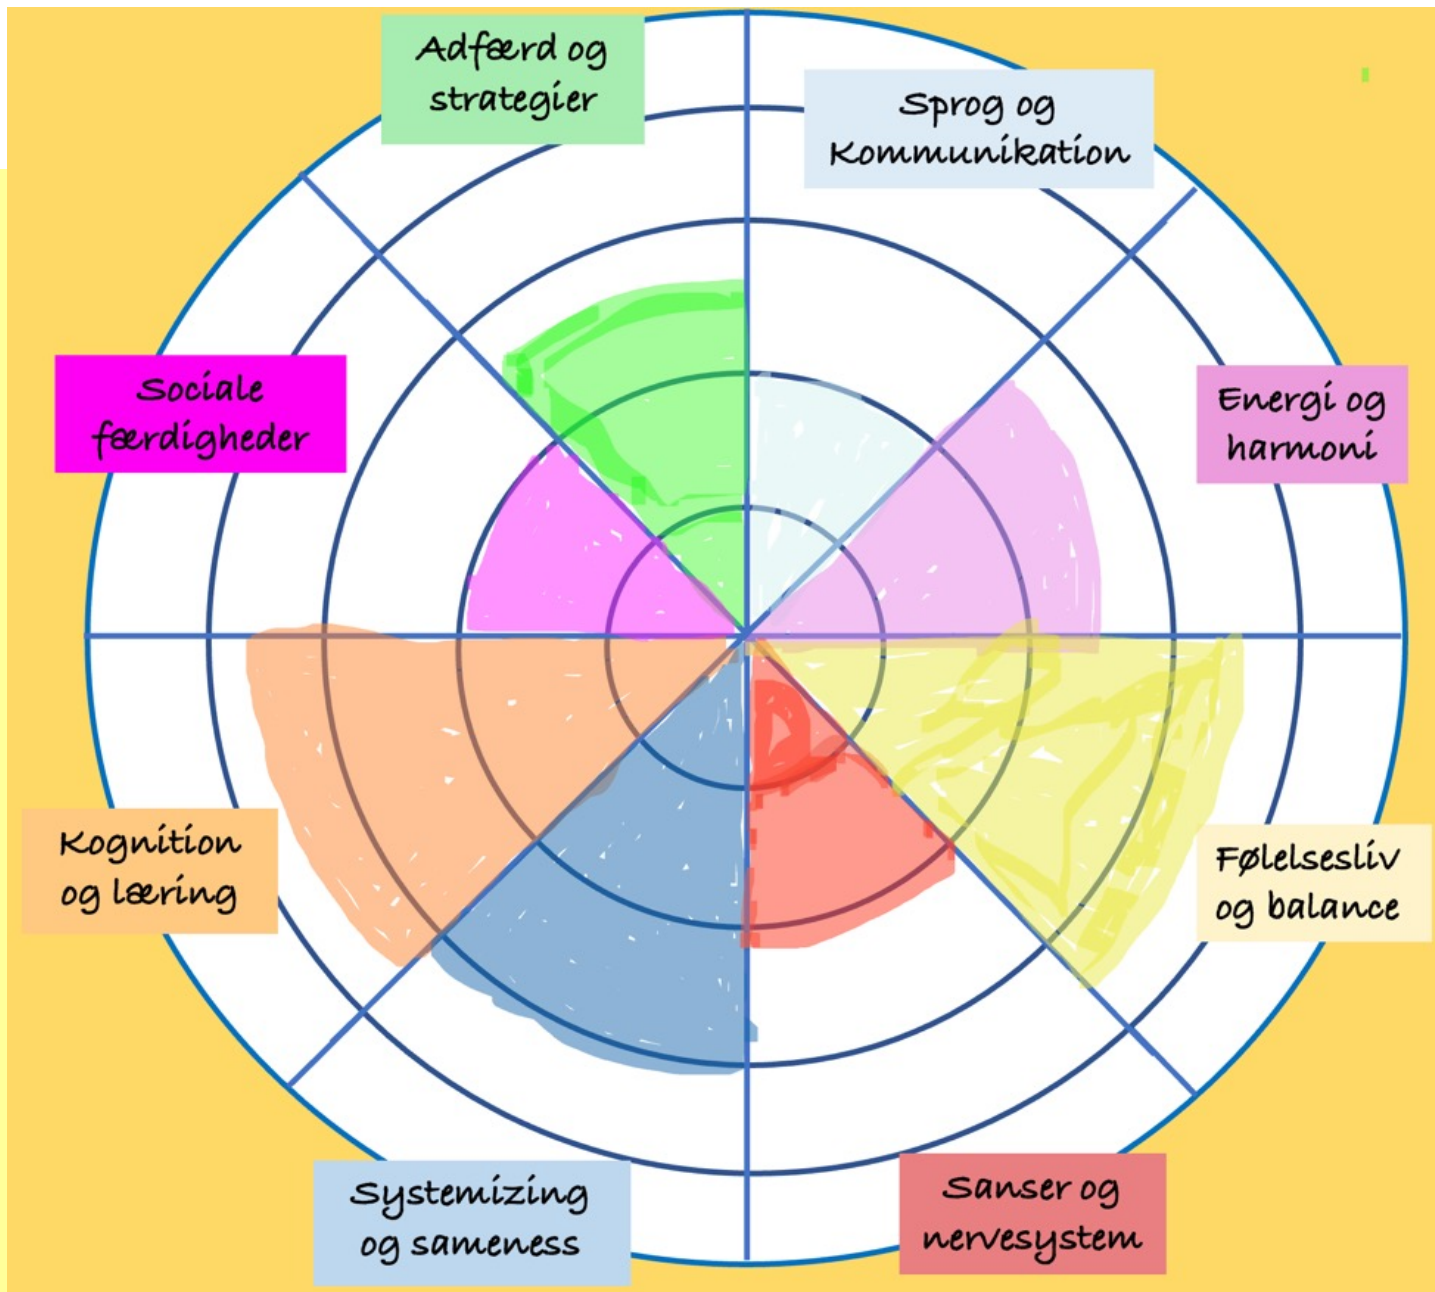 Adfærd og
strategier
Sprog og
Kommunikation
Sociale
færdigheder
Energi og
harmoni
Kognition
og læring
Følelsesliv
og balance
Systemizing
og sameness
Sanser og
nervesystem